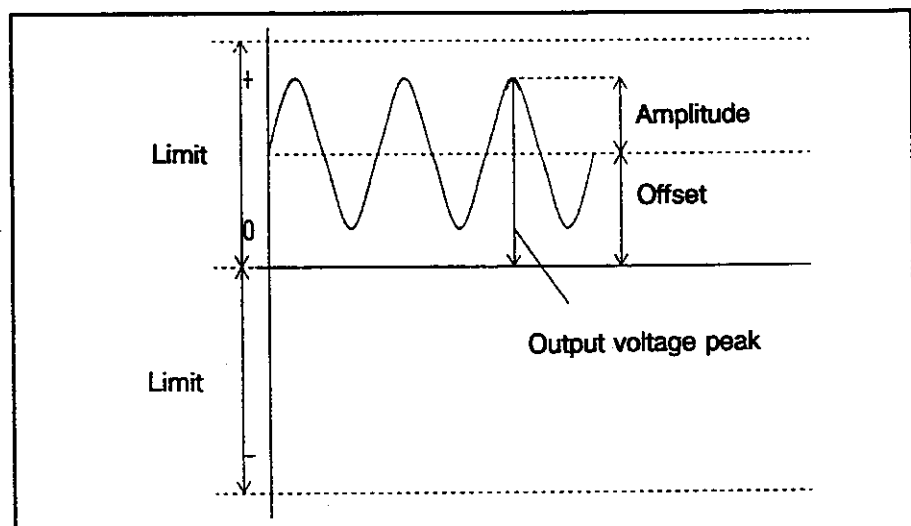 +
Amplitude
Limit
Offset
0
Output voltage peak
Limit
-